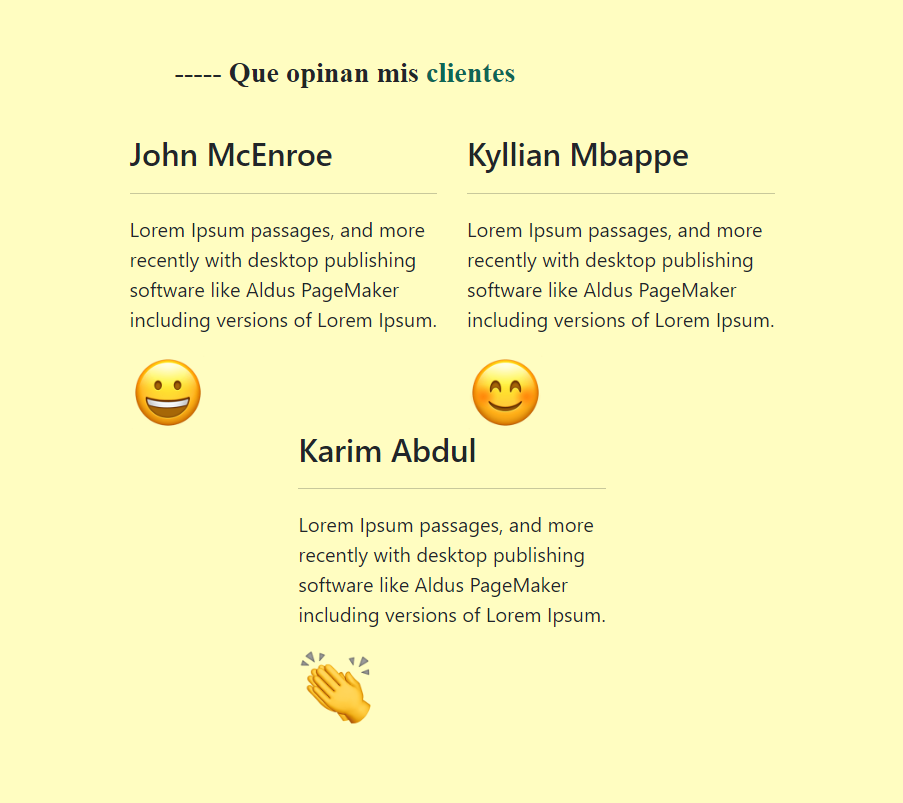 ----- Que opinan mis clientes
John McEnroe
Lorem Ipsum passages, and more
recently with desktop publishing
software like Aldus PageMaker
including versions of Lorem Ipsum.
Kyllian Mbappe
Lorem Ipsum passages, and more
recently with desktop publishing
software like Aldus PageMaker
including versions of Lorem Ipsum.
Karim Abdul
Lorem Ipsum passages, and more
recently with desktop publishing
software like Aldus PageMaker
including versions of Lorem Ipsum.